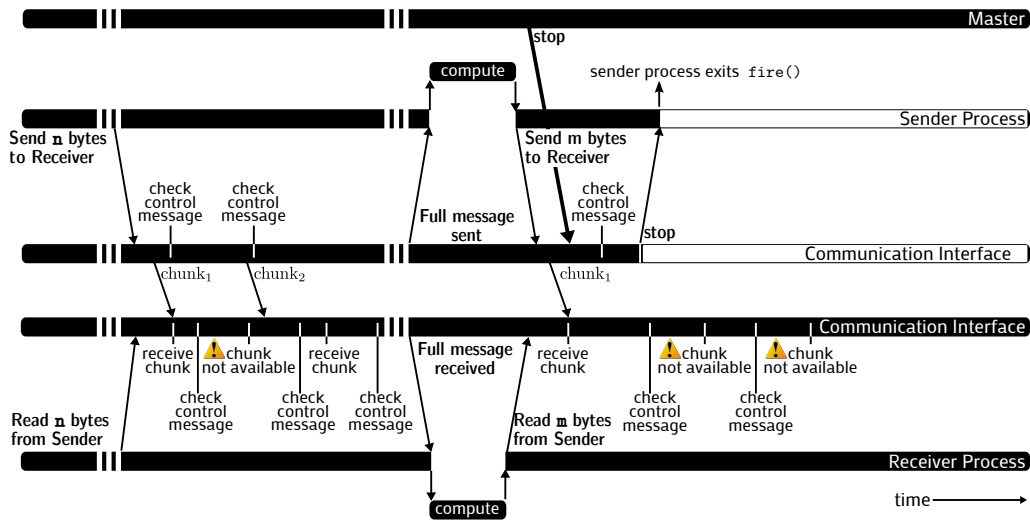 Master
stop
compute
sender process exits fire()
Sender Process
Send n bytes
to Receiver
Send m bytes
to Receiver
check
control
message
check
control
message
Full message
sent
check
control
message
stop
Communication Interface
chunk1
chunk2
chunk1
Communication Interface
receive
chunk
chunk
not available
receive
chunk
Full message
received
receive
chunk
chunk
not available
chunk
not available
check
control
message
check
control
message
check
control
message
check
control
message
check
control
message
Read n bytes
from Sender
Read m bytes
from Sender
Receiver Process
compute
time